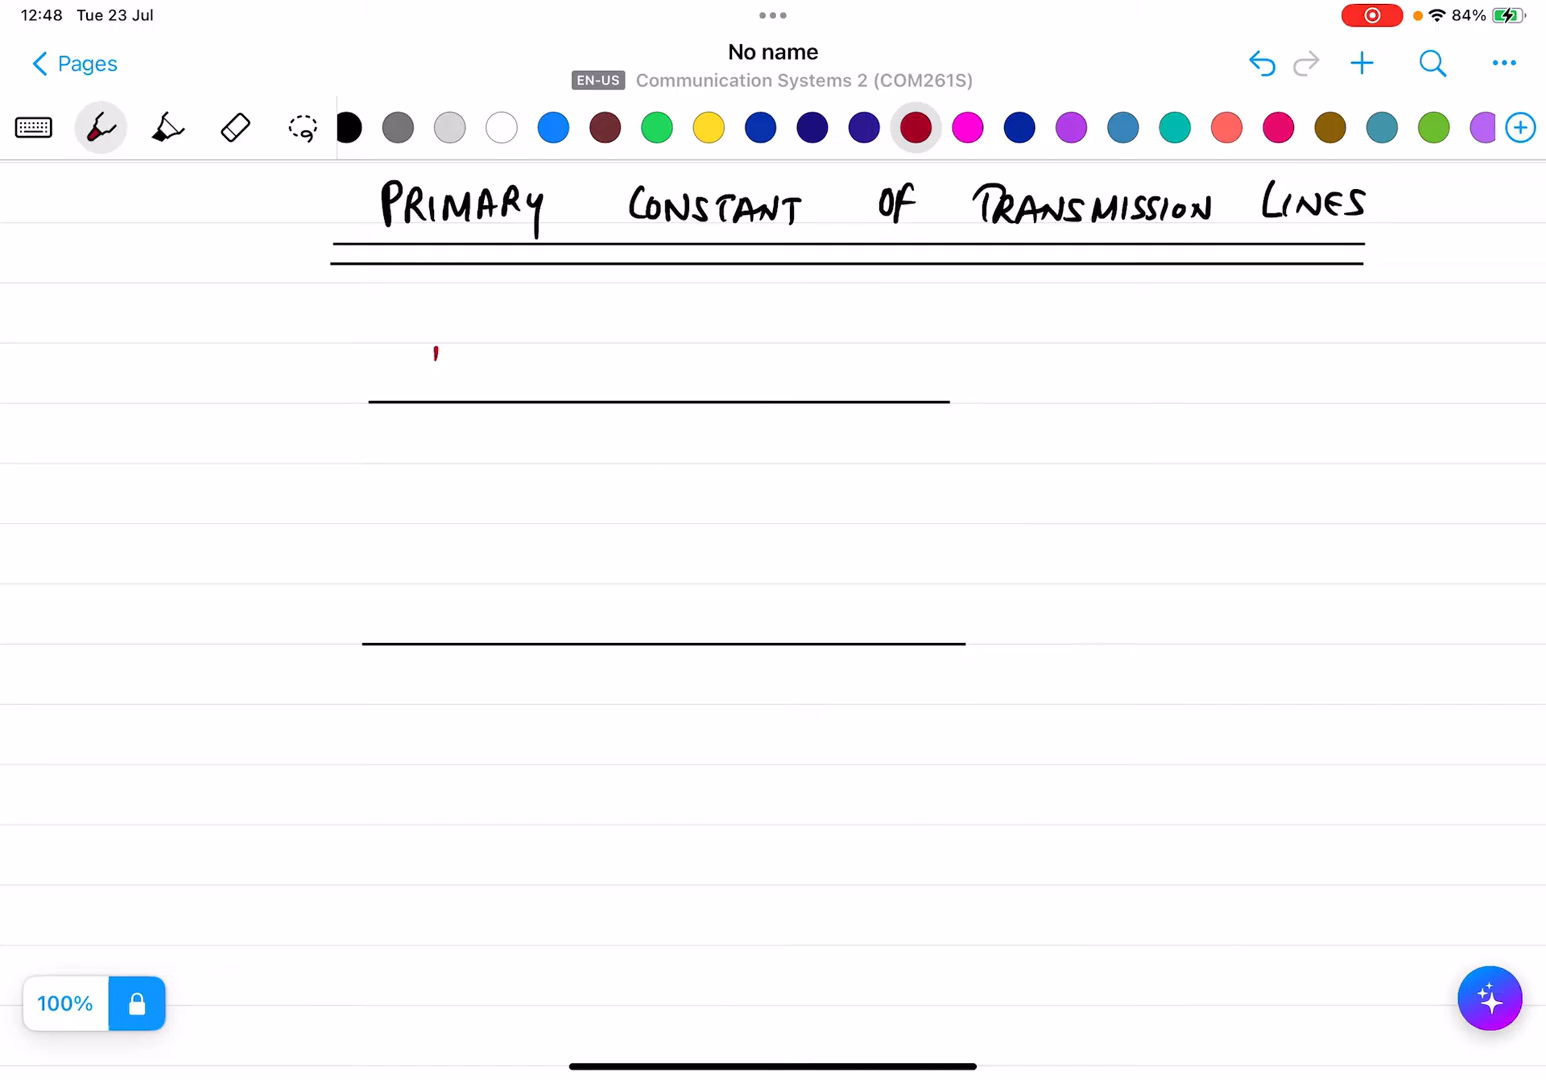 12:48 Tue 23 Jul
84%
Pages
No name
EN-US Communication Systems 2 (COM261S)
PRIMARY CONSTANT OF TRANSMISSION LINES
100%